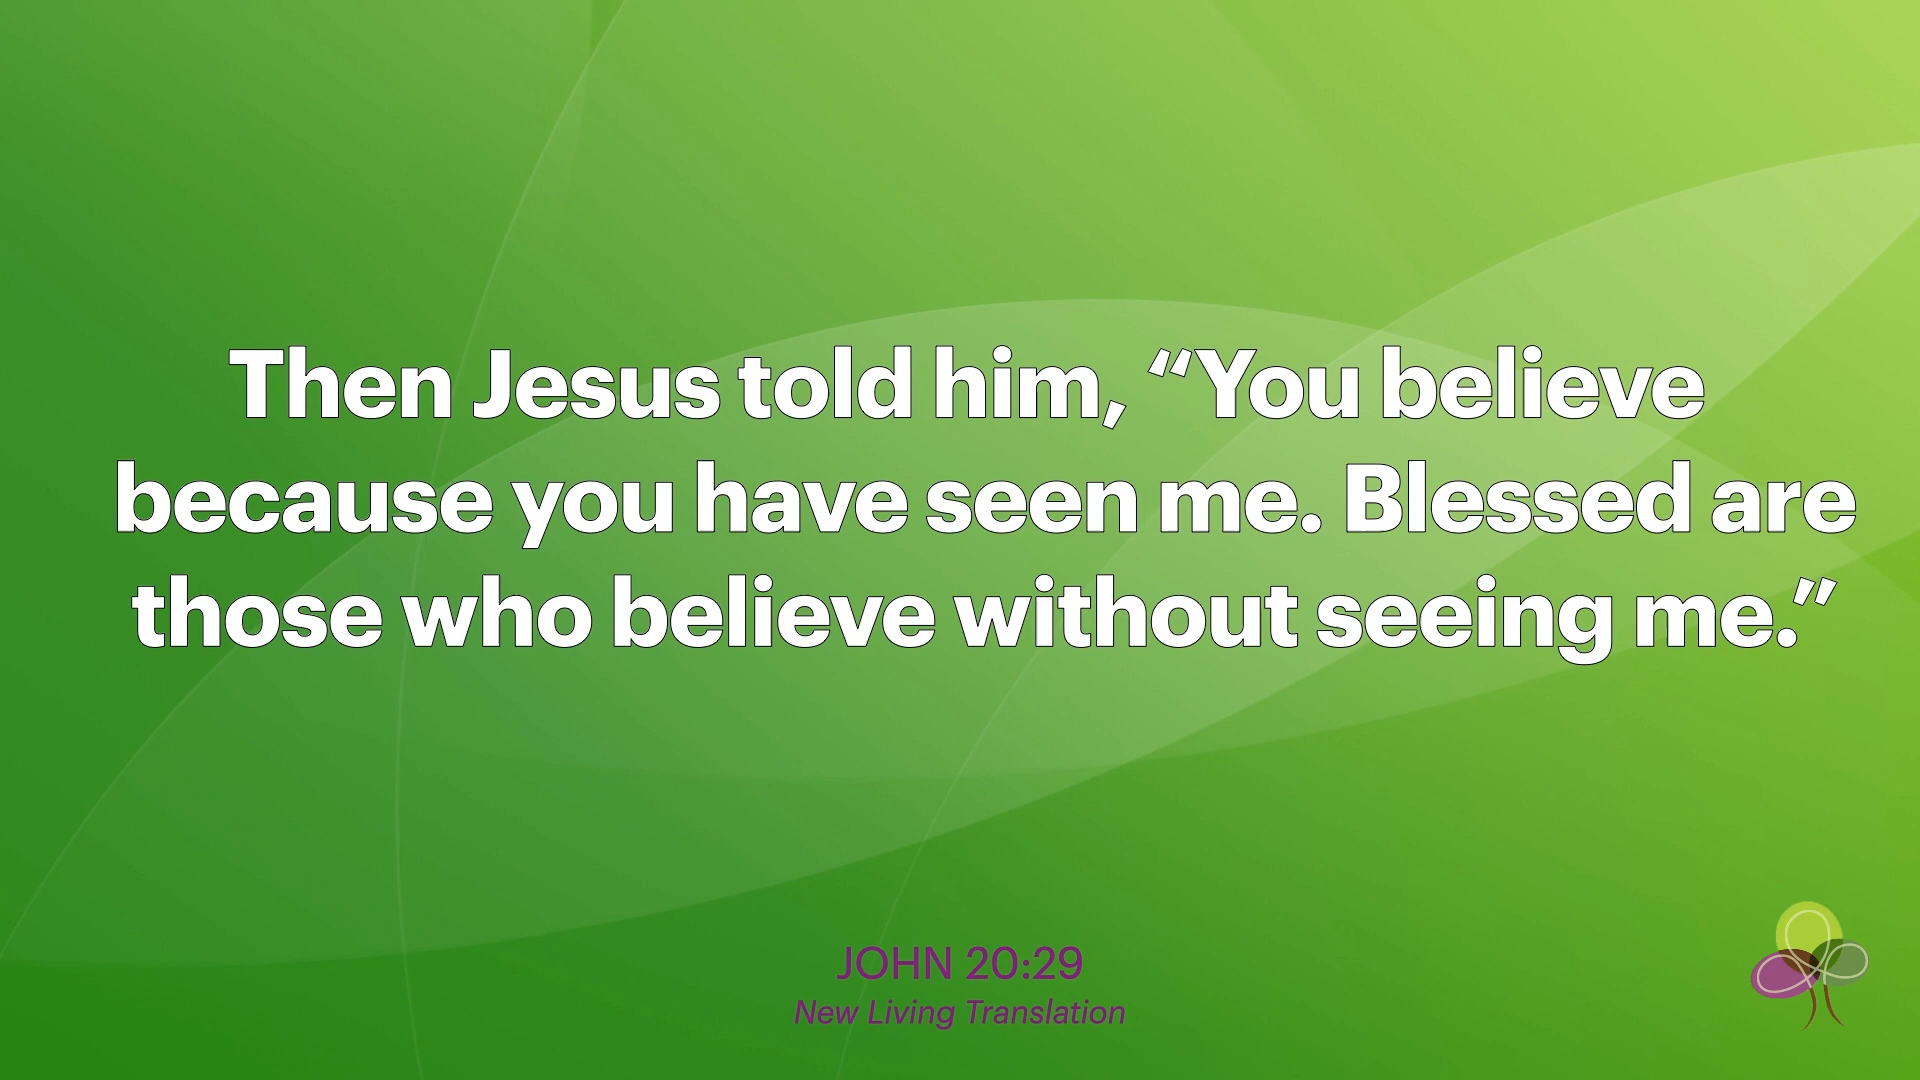 Then Jesus told him, “You believe
because you have seen me. Blessed are
those who believe without seeing me.”
JOHN 20:29
New Living Translation